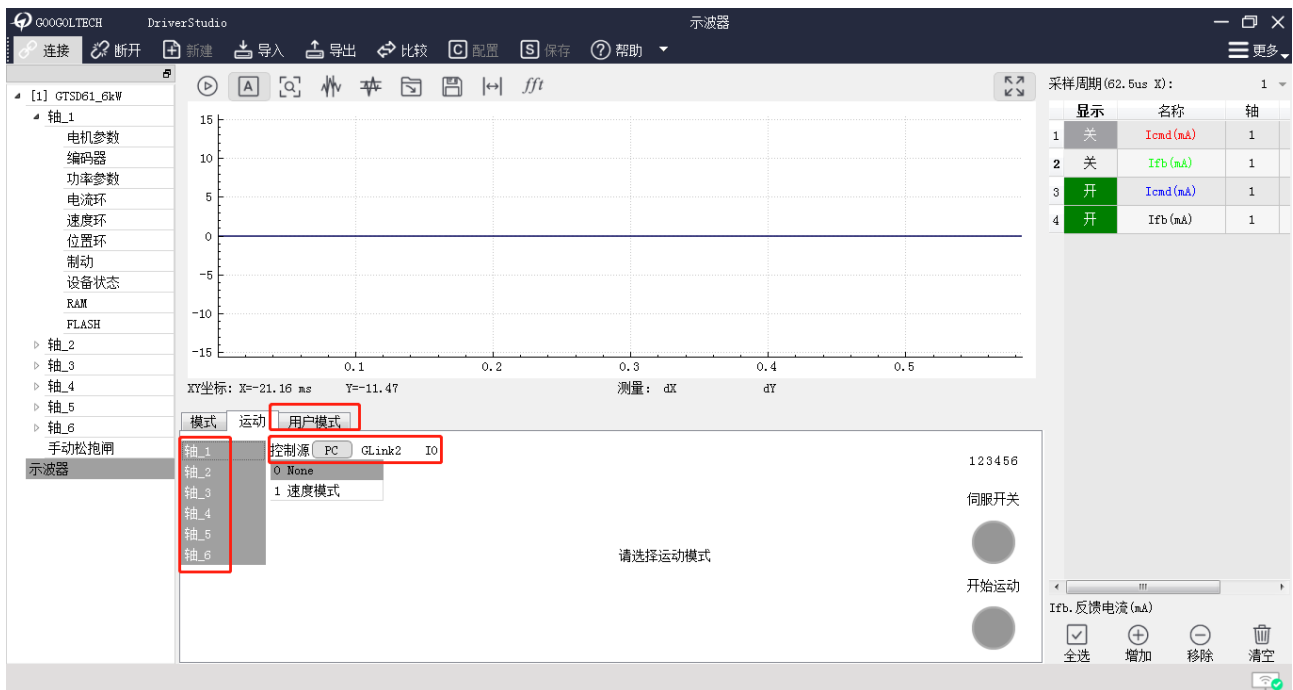 GOOGOLTECH DriverStudio 示波器
连接 断开 新建 导入 导出 比较 C 配置 S 保存 ? 帮助 更多
[1] GTSD61_6kW
轴_1
电机参数
编码器
功率参数
电流环
速度环
位置环
制动
设备状态
RAM
FLASH
轴_2
轴_3
轴_4
轴_5
轴_6
手动松抱闸
示波器
A fft
15
10
5
0
-5
-10
-15
0.1 0.2 0.3 0.4 0.5
XY坐标: X=-21.16 ms Y=-11.47 测量: dX dY
模式 运动 用户模式
轴_1
轴_2
轴_3
轴_4
轴_5
轴_6
控制源 PC GLink2 IO
0 None
1 速度模式
请选择运动模式
123456
伺服开关
开始运动
采样周期(62.5us X): 1
显示 名称 轴
1 关 Icmd(mA) 1
2 关 Ifb(mA) 1
3 开 Icmd(mA) 1
4 开 Ifb(mA) 1
Ifb.反馈电流(mA)
全选 增加 移除 清空